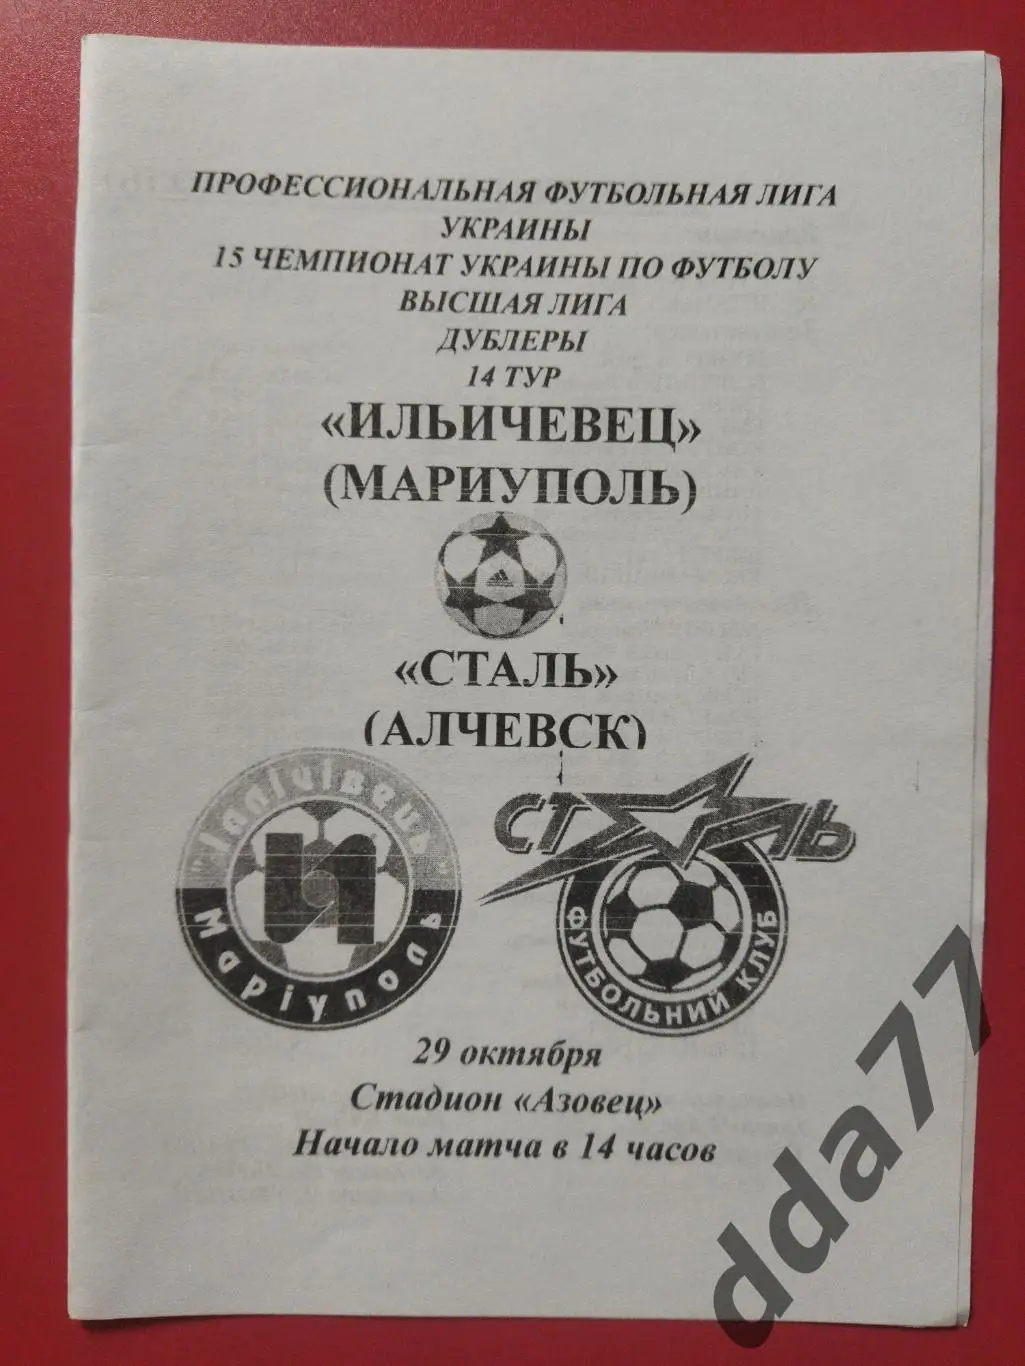 ПРОФЕССИОНАЛЬНАЯ ФУТБОЛЬНАЯ ЛИГА
УКРАИНЫ
15 ЧЕМПИОНАТ УКРАИНЫ ПО ФУТБОЛУ
ВЫСШАЯ ЛИГА
ДУБЛЕРЫ
14 ТУР
«ИЛЬИЧЕВЕЦ»
(МАРИУПОЛЬ)
«СТАЛЬ»
(АЛЧЕВСК)
"Іллічівець"
И
Маріуполь
СТАЛЬ
ФУТБОЛЬНИЙ КЛУБ
29 октября
Стадион «Азовец»
Начало матча в 14 часов
dda77